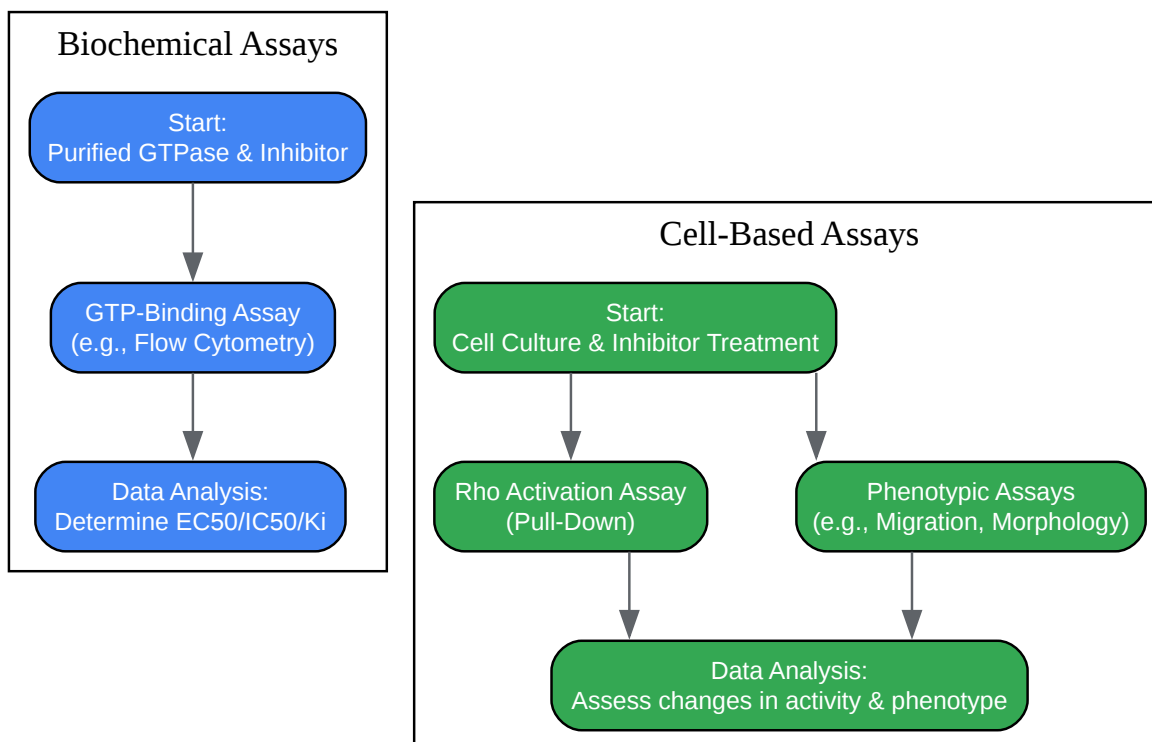 Biochemical Assays
Start:
Purified GTPase & Inhibitor
GTP-Binding Assay
(e.g., Flow Cytometry)
Data Analysis:
Determine EC50/IC50/Ki
Cell-Based Assays
Start:
Cell Culture & Inhibitor Treatment
Rho Activation Assay
(Pull-Down)
Phenotypic Assays
(e.g., Migration, Morphology)
Data Analysis:
Assess changes in activity & phenotype